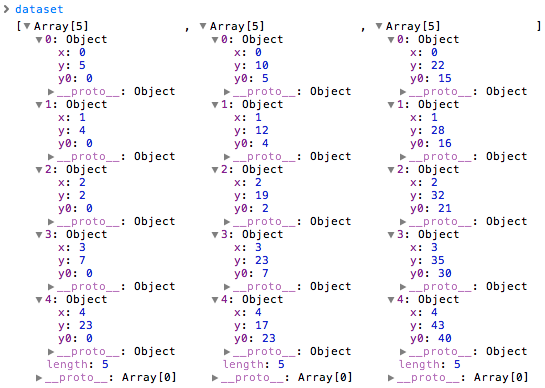 > dataset
[▼Array[5] , ▼Array[5] , ▼Array[5] ]
▼0: Object ▼0: Object ▼0: Object
x: 0 x: 0 x: 0
y: 5 y: 10 y: 22
y0: 0 y0: 5 y0: 15
▶__proto__: Object ▶__proto__: Object ▶__proto__: Object
▼1: Object ▼1: Object ▼1: Object
x: 1 x: 1 x: 1
y: 4 y: 12 y: 28
y0: 0 y0: 4 y0: 16
▶__proto__: Object ▶__proto__: Object ▶__proto__: Object
▼2: Object ▼2: Object ▼2: Object
x: 2 x: 2 x: 2
y: 2 y: 19 y: 32
y0: 0 y0: 2 y0: 21
▶__proto__: Object ▶__proto__: Object ▶__proto__: Object
▼3: Object ▼3: Object ▼3: Object
x: 3 x: 3 x: 3
y: 7 y: 23 y: 35
y0: 0 y0: 7 y0: 30
▶__proto__: Object ▶__proto__: Object ▶__proto__: Object
▼4: Object ▼4: Object ▼4: Object
x: 4 x: 4 x: 4
y: 23 y: 17 y: 43
y0: 0 y0: 23 y0: 40
▶__proto__: Object ▶__proto__: Object ▶__proto__: Object
length: 5 length: 5 length: 5
▶__proto__: Array[0] ▶__proto__: Array[0] ▶__proto__: Array[0]